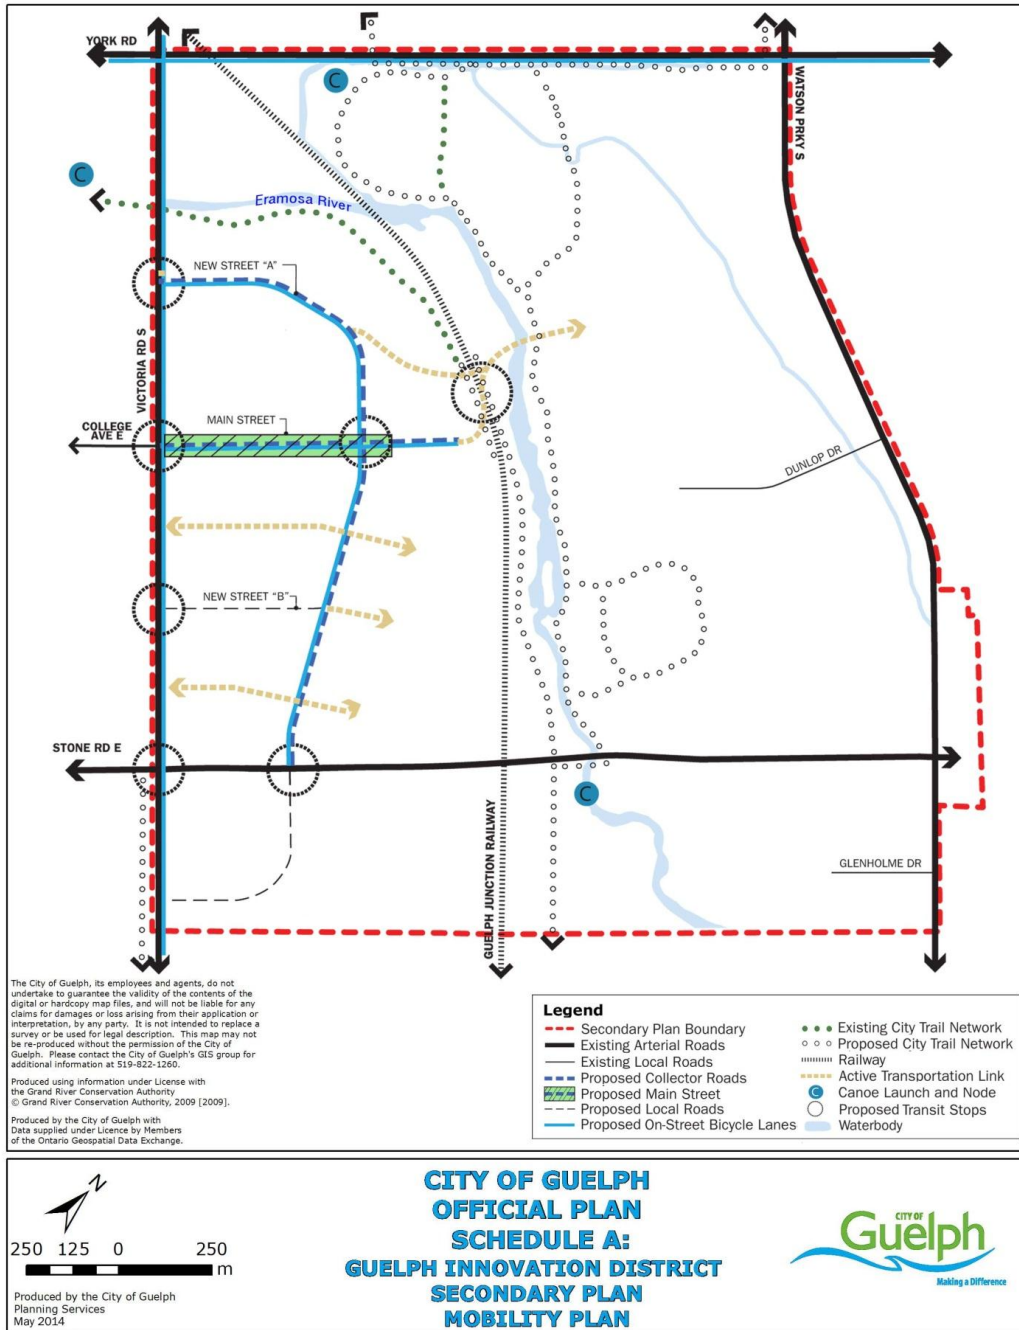 YORK RD
C
WATSON PRKY S
C
Eramosa River
NEW STREET “A”
VICTORIA RD S
MAIN STREET
COLLEGE
AVE E
DUNLOP DR
NEW STREET “B”
STONE RD E
C
GUELPH JUNCTION RAILWAY
GLENHOLME DR
The City of Guelph, its employees and agents, do not
undertake to guarantee the validity of the contents of the
digital or hardcopy map files, and will not be liable for any
claims for damages or loss arising from their application or
interpretation, by any party. It is not intended to replace a
survey or be used for legal description. This map may not
be re-produced without the permission of the City of
Guelph. Please contact the City of Guelph's GIS group for
additional information at 519-822-1260.
Produced using information under License with
the Grand River Conservation Authority
© Grand River Conservation Authority, 2009 [2009].
Produced by the City of Guelph with
Data supplied under Licence by Members
of the Ontario Geospatial Data Exchange.
Legend
Secondary Plan Boundary
Existing Arterial Roads
Existing Local Roads
Proposed Collector Roads
Proposed Main Street
Proposed Local Roads
Proposed On-Street Bicycle Lanes
Existing City Trail Network
Proposed City Trail Network
Railway
Active Transportation Link
C Canoe Launch and Node
Proposed Transit Stops
Waterbody
N
250 125 0 250
m
Produced by the City of Guelph
Planning Services
May 2014
CITY OF GUELPH
OFFICIAL PLAN
SCHEDULE A:
GUELPH INNOVATION DISTRICT
SECONDARY PLAN
MOBILITY PLAN
CITY OF
Guelph
Making a Difference